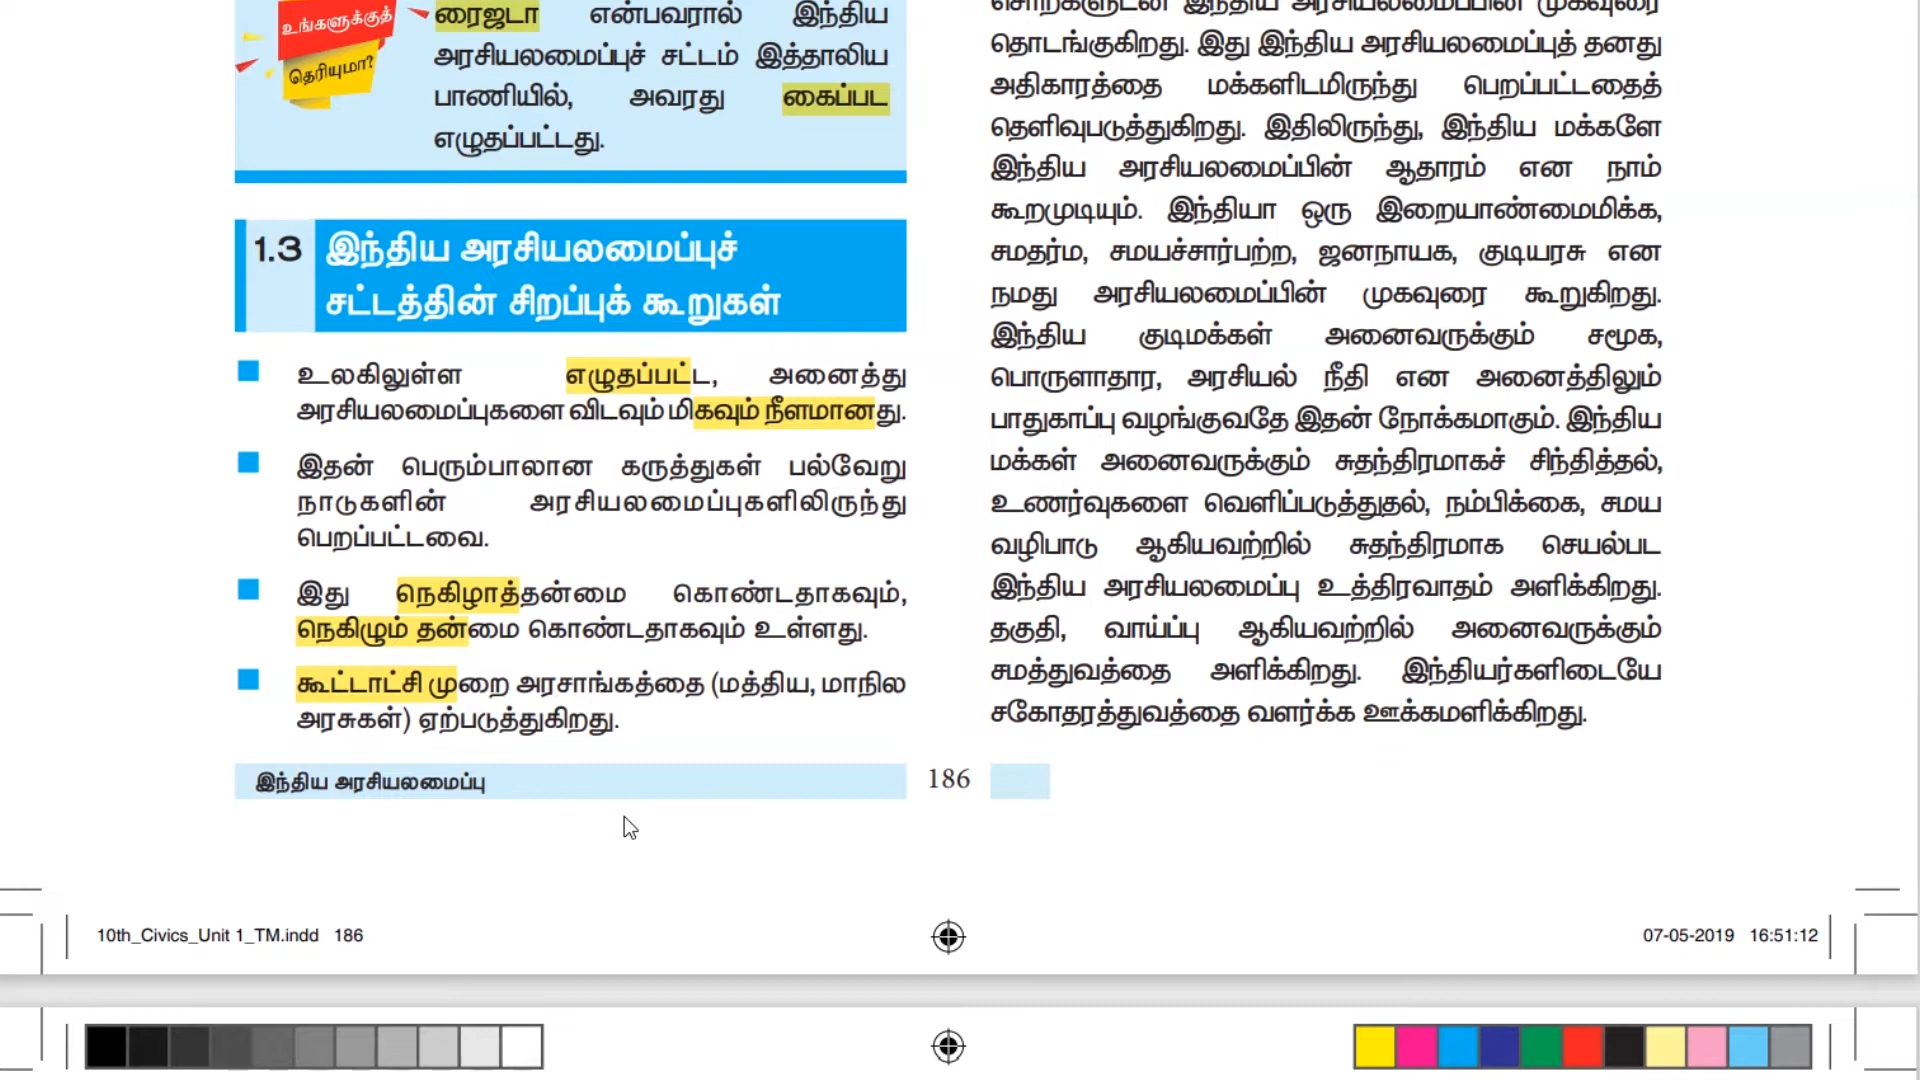 உங்களுக்குத்
தெரியுமா?
ரைஜடா என்பவரால் இந்திய
அரசியலமைப்புச் சட்டம் இத்தாலிய
பாணியில், அவரது கைப்பட
எழுதப்பட்டது.
1.3 இந்திய அரசியலமைப்புச்
சட்டத்தின் சிறப்புக் கூறுகள்
உலகிலுள்ள எழுதப்பட்ட, அனைத்து
அரசியலமைப்புகளை விடவும் மிகவும் நீளமானது.
இதன் பெரும்பாலான கருத்துகள் பல்வேறு
நாடுகளின் அரசியலமைப்புகளிலிருந்து
பெறப்பட்டவை.
இது நெகிழாத்தன்மை கொண்டதாகவும்,
நெகிழும் தன்மை கொண்டதாகவும் உள்ளது.
கூட்டாட்சி முறை அரசாங்கத்தை (மத்திய, மாநில
அரசுகள்) ஏற்படுத்துகிறது.
சொற்களுடன் இந்திய அரசியலமைப்பின் முகவுரை
தொடங்குகிறது. இது இந்திய அரசியலமைப்புத் தனது
அதிகாரத்தை மக்களிடமிருந்து பெறப்பட்டதைத்
தெளிவுபடுத்துகிறது. இதிலிருந்து, இந்திய மக்களே
இந்திய அரசியலமைப்பின் ஆதாரம் என நாம்
கூறமுடியும். இந்தியா ஒரு இறையாண்மைமிக்க,
சமதர்ம, சமயச்சார்பற்ற, ஜனநாயக, குடியரசு என
நமது அரசியலமைப்பின் முகவுரை கூறுகிறது.
இந்திய குடிமக்கள் அனைவருக்கும் சமூக,
பொருளாதார, அரசியல் நீதி என அனைத்திலும்
பாதுகாப்பு வழங்குவதே இதன் நோக்கமாகும். இந்திய
மக்கள் அனைவருக்கும் சுதந்திரமாகச் சிந்தித்தல்,
உணர்வுகளை வெளிப்படுத்துதல், நம்பிக்கை, சமய
வழிபாடு ஆகியவற்றில் சுதந்திரமாக செயல்பட
இந்திய அரசியலமைப்பு உத்திரவாதம் அளிக்கிறது.
தகுதி, வாய்ப்பு ஆகியவற்றில் அனைவருக்கும்
சமத்துவத்தை அளிக்கிறது. இந்தியர்களிடையே
சகோதரத்துவத்தை வளர்க்க ஊக்கமளிக்கிறது.
இந்திய அரசியலமைப்பு 186
10th_Civics_Unit 1_TM.indd 186 07-05-2019 16:51:12